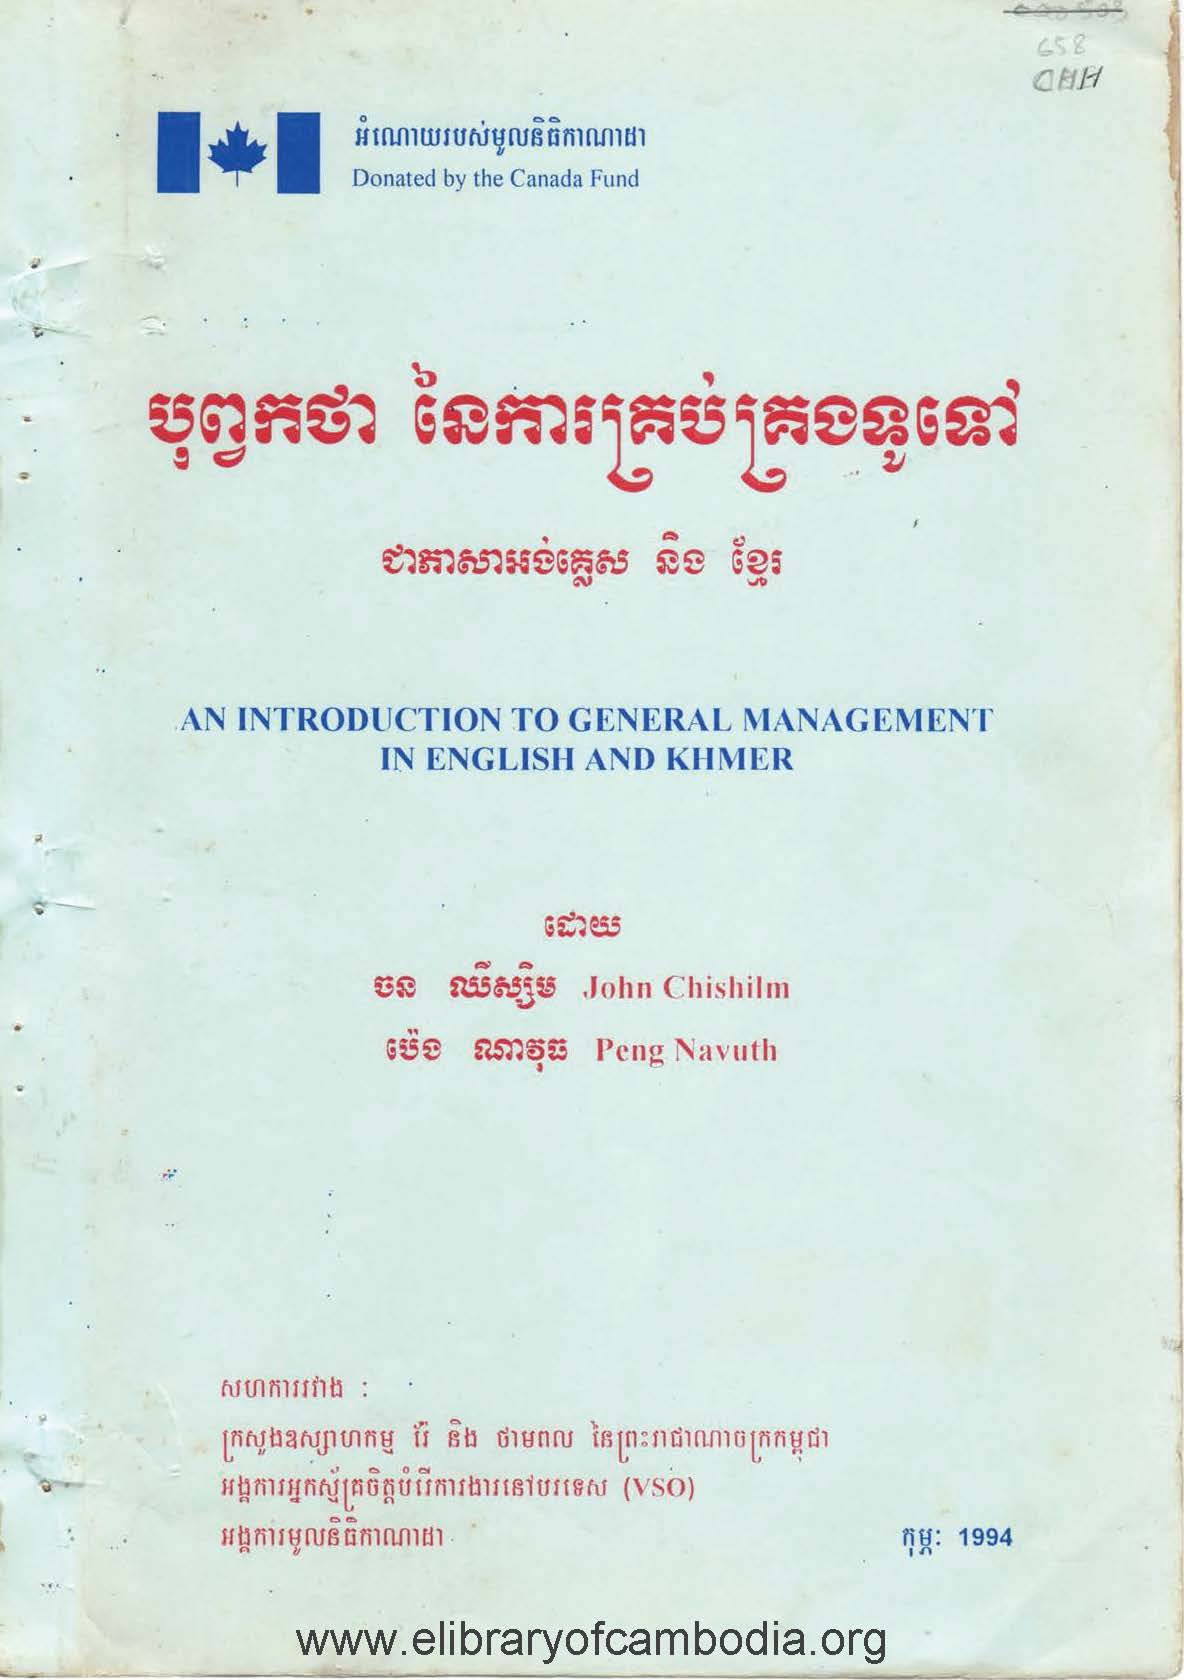 658
CHH
អំណោយរបស់មូលនិធិកាណាដា
Donated by the Canada Fund
បុព្វកថា នៃការគ្រប់គ្រងទូទៅ
ជាភាសាអង់គ្លេស និង ខ្មែរ
AN INTRODUCTION TO GENERAL MANAGEMENT
IN ENGLISH AND KHMER
ដោយ
ចន ឈឺស្ស៊ីម John Chishilm
ប៉េង ណាវុធ Peng Navuth
សហការរវាង :
ក្រសួងឧស្សាហកម្ម រ៉ែ និង ថាមពល នៃព្រះរាជាណាចក្រកម្ពុជា
អង្គការអ្នកស្ម័គ្រចិត្តបំរើការងារនៅបរទេស (VSO)
អង្គការមូលនិធិកាណាដា
កុម្ភៈ 1994
www.elibraryofcambodia.org